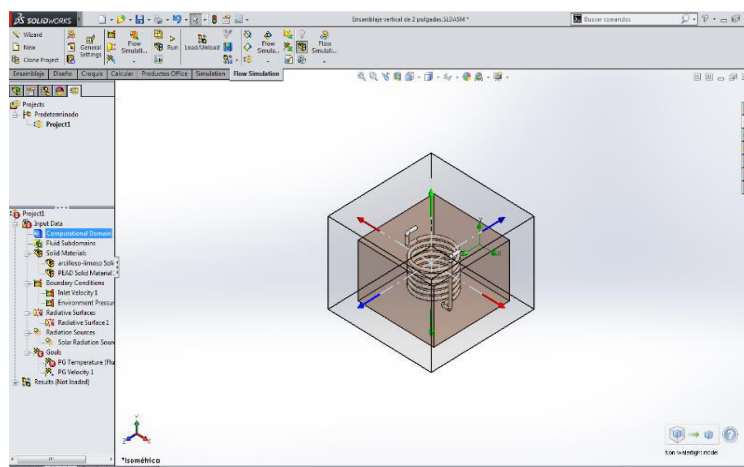 SOLIDWORKS
Ensamblaje vertical de 2 pulgadas.SLDASM *
Buscar comandos
Wizard
New
Clone Project
General Settings
Flow Simulati...
Run
Load/Unload
Flow Simula...
Flow Simulati...
Ensamblaje
Diseño
Croquis
Calcular
Productos Office
Simulation
Flow Simulation
Projects
Predeterminado
Project1
Project1
Input Data
Computational Domain
Fluid Subdomains
Solid Materials
arcilloso-limoso Soli
PEAD Solid Material
Boundary Conditions
Inlet Velocity 1
Environment Pressur
Radiative Surfaces
Radiative Surface 1
Radiation Sources
Solar Radiation Sourc
Goals
PG Temperature (Flu
PG Velocity 1
Results (Not loaded)
*Isométrica
Non watertight model